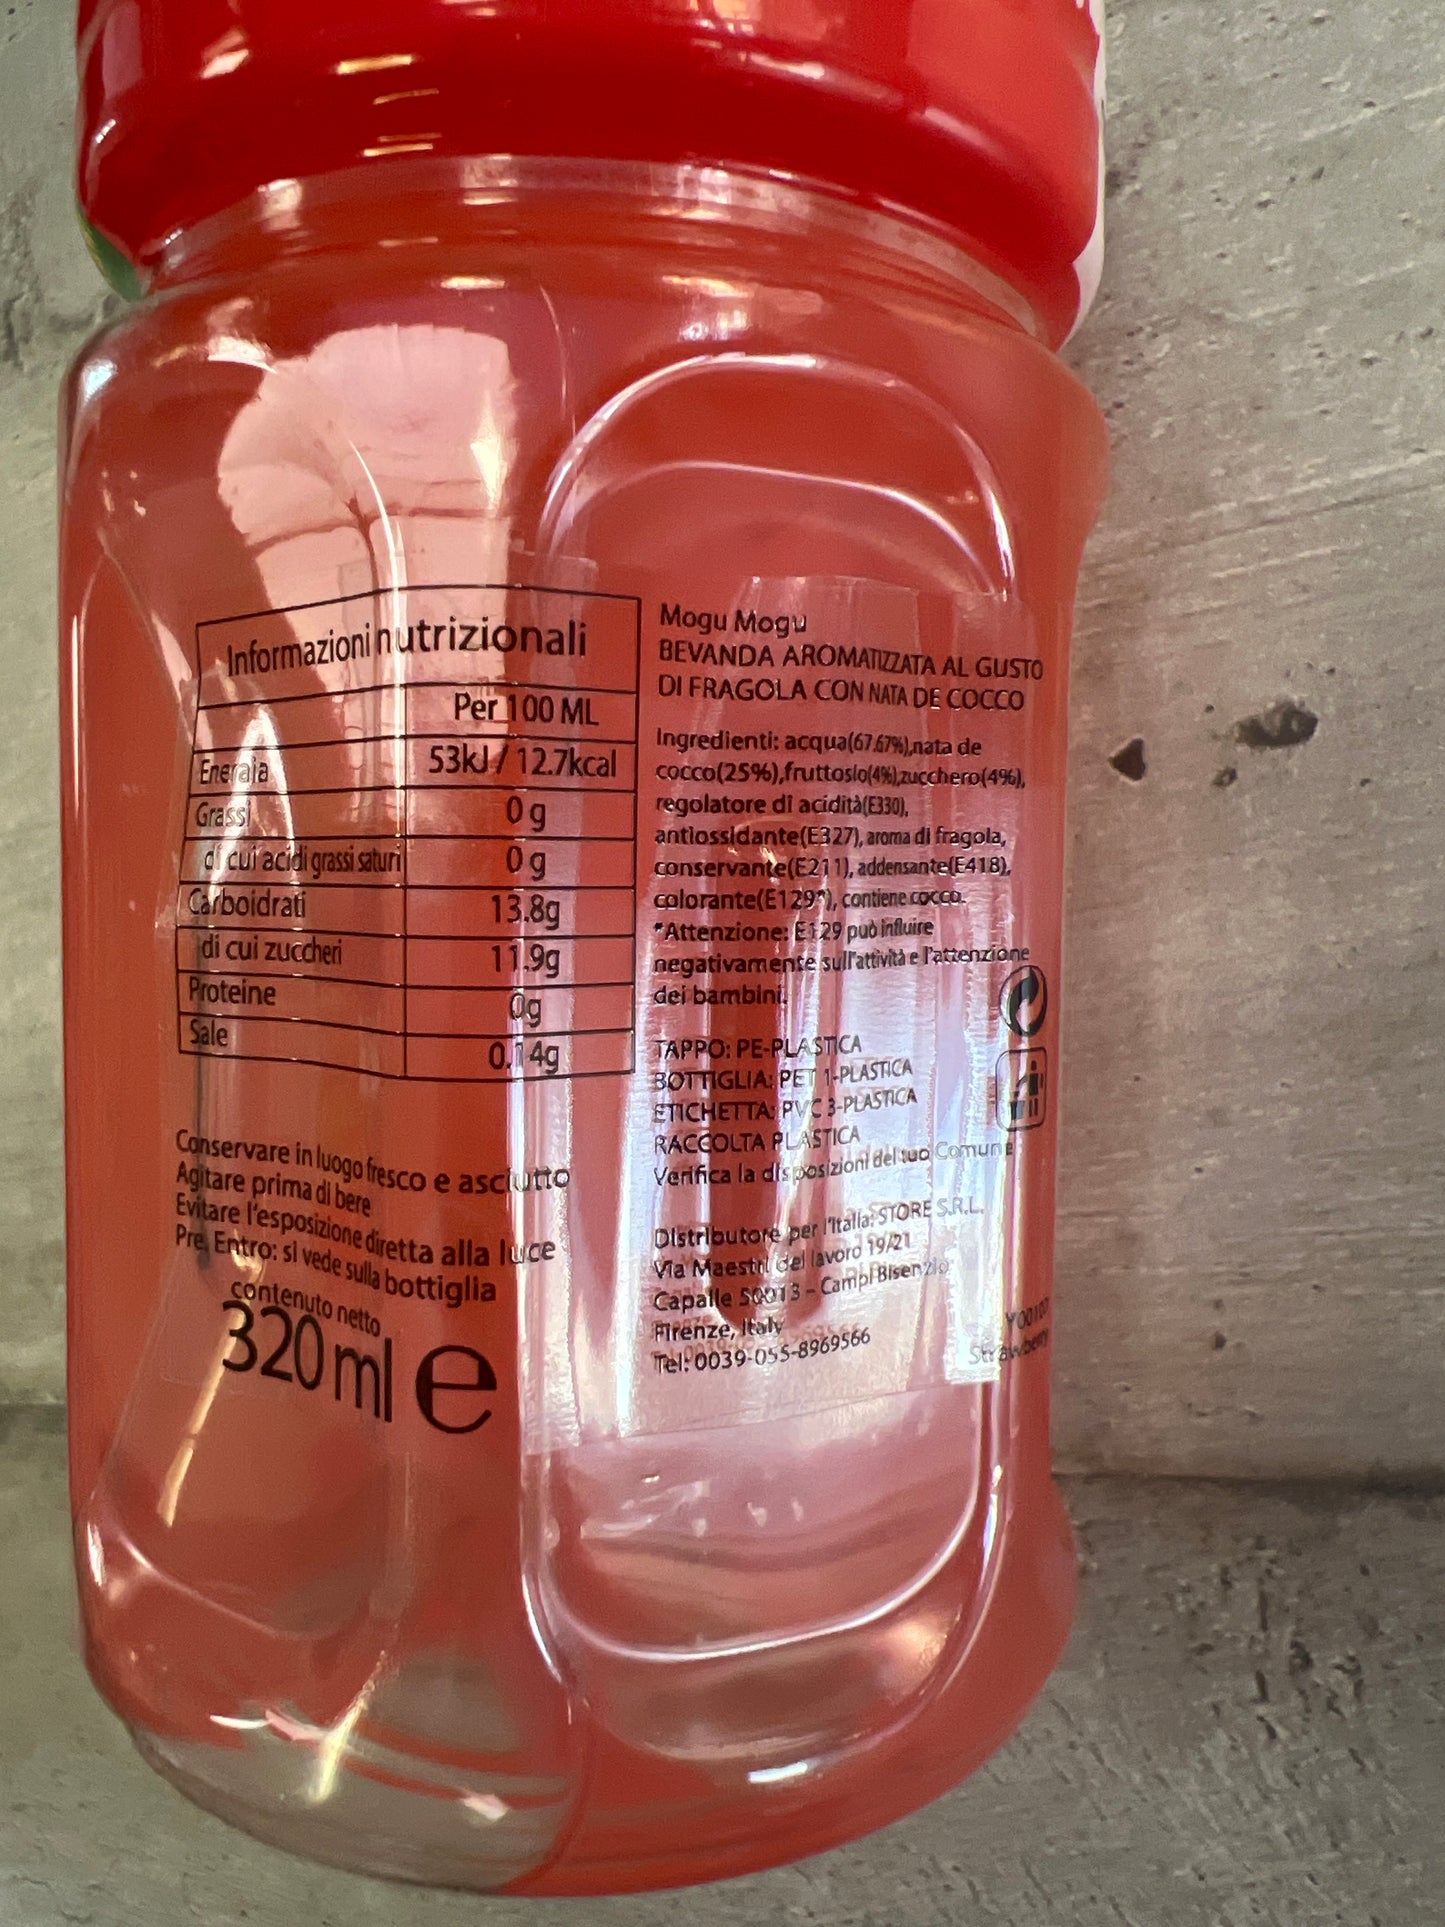 Informazioni nutrizionali
Per 100 ML
Energia 53kJ / 12.7kcal
Grassi 0 g
di cui acidi grassi saturi 0 g
Carboidrati 13.8g
di cui zuccheri 11.9g
Proteine 0g
Sale 0.14g
Conservare in luogo fresco e asciutto
Agitare prima di bere
Evitare l'esposizione diretta alla luce
Pre. Entro: si vede sulla bottiglia
contenuto netto
320 ml e
Mogu Mogu
BEVANDA AROMATIZZATA AL GUSTO
DI FRAGOLA CON NATA DE COCCO
Ingredienti: acqua(67.67%),nata de
cocco(25%),fruttosio(4%),zucchero(4%),
regolatore di acidità(E330),
antiossidante(E327), aroma di fragola,
conservante(E211), addensante(E418),
colorante(E129*), contiene cocco.
*Attenzione: E129 può influire
negativamente sull'attività e l'attenzione
dei bambini.
TAPPO: PE-PLASTICA
BOTTIGLIA: PET 1-PLASTICA
ETICHETTA: PVC 3-PLASTICA
RACCOLTA PLASTICA
Verifica la disposizioni del tuo Comune
Distributore per l'Italia: STORE S.R.L.
Via Maestri del lavoro 19/21
Capalle 50013 - Campi Bisenzio
Firenze, Italy
Tel: 0039-055-8969566
Strawberry